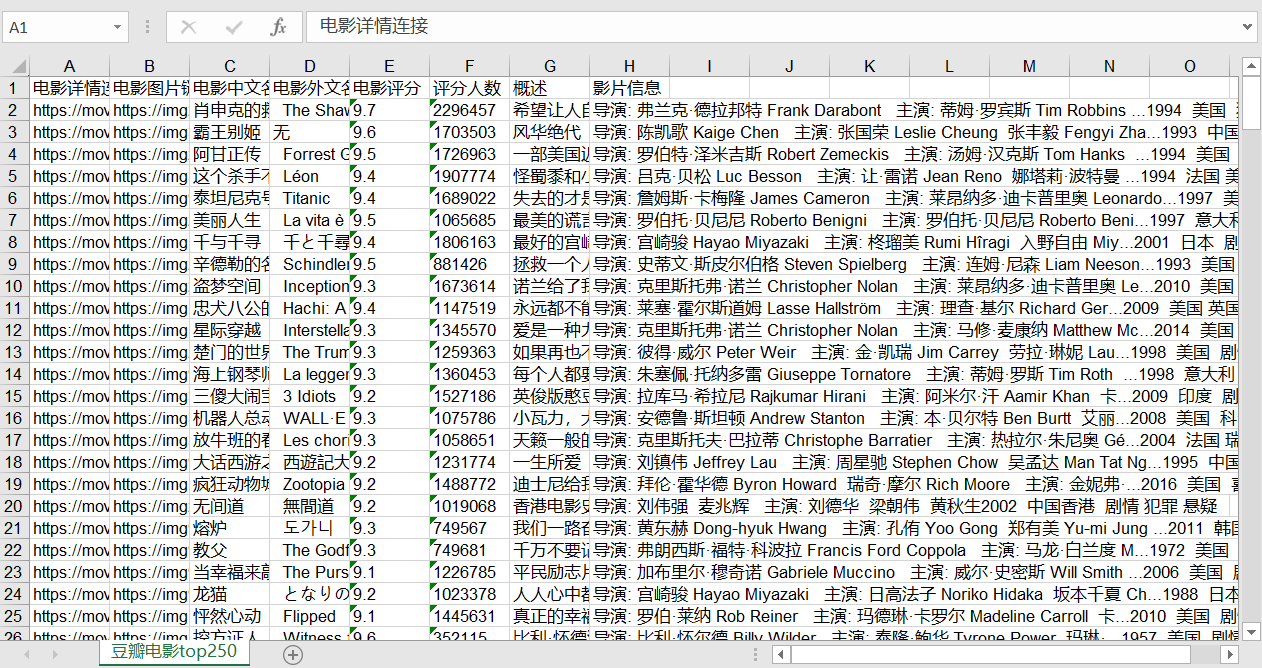 A1 fx 电影详情连接
A B C D E F G H I J K L M N O
1 电影详情连 电影图片链 电影中文名 电影外文名 电影评分 评分人数 概述 影片信息
2 https://mov https://img 肖申克的救 The Shaw 9.7 2296457 希望让人自 导演: 弗兰克·德拉邦特 Frank Darabont 主演: 蒂姆·罗宾斯 Tim Robbins ...1994 美国
3 https://mov https://img 霸王别姬 无 9.6 1703503 风华绝代 导演: 陈凯歌 Kaige Chen 主演: 张国荣 Leslie Cheung 张丰毅 Fengyi Zha...1993 中国
4 https://mov https://img 阿甘正传 Forrest G 9.5 1726963 一部美国近 导演: 罗伯特·泽米吉斯 Robert Zemeckis 主演: 汤姆·汉克斯 Tom Hanks ...1994 美国
5 https://mov https://img 这个杀手不 Léon 9.4 1907774 怪蜀黍和小 导演: 吕克·贝松 Luc Besson 主演: 让·雷诺 Jean Reno 娜塔莉·波特曼 ...1994 法国 美
6 https://mov https://img 泰坦尼克号 Titanic 9.4 1689022 失去的才是 导演: 詹姆斯·卡梅隆 James Cameron 主演: 莱昂纳多·迪卡普里奥 Leonardo...1997 美
7 https://mov https://img 美丽人生 La vita è 9.5 1065685 最美的谎言 导演: 罗伯托·贝尼尼 Roberto Benigni 主演: 罗伯托·贝尼尼 Roberto Beni...1997 意大利
8 https://mov https://img 千与千寻 千と千尋 9.4 1806163 最好的宫崎 导演: 宫崎骏 Hayao Miyazaki 主演: 柊瑠美 Rumi Hîragi 入野自由 Miy...2001 日本 剧
9 https://mov https://img 辛德勒的名 Schindler 9.5 881426 拯救一个人 导演: 史蒂文·斯皮尔伯格 Steven Spielberg 主演: 连姆·尼森 Liam Neeson...1993 美国
10 https://mov https://img 盗梦空间 Inception 9.3 1673614 诺兰给了我 导演: 克里斯托弗·诺兰 Christopher Nolan 主演: 莱昂纳多·迪卡普里奥 Le...2010 美国
11 https://mov https://img 忠犬八公的 Hachi: A 9.4 1147519 永远都不能 导演: 莱塞·霍尔斯道姆 Lasse Hallström 主演: 理查·基尔 Richard Ger...2009 美国 英国
12 https://mov https://img 星际穿越 Interstella 9.3 1345570 爱是一种力 导演: 克里斯托弗·诺兰 Christopher Nolan 主演: 马修·麦康纳 Matthew Mc...2014 美国
13 https://mov https://img 楚门的世界 The Trum 9.3 1259363 如果再也不 导演: 彼得·威尔 Peter Weir 主演: 金·凯瑞 Jim Carrey 劳拉·琳妮 Lau...1998 美国 剧情
14 https://mov https://img 海上钢琴师 La legger 9.3 1360453 每个人都要 导演: 朱塞佩·托纳多雷 Giuseppe Tornatore 主演: 蒂姆·罗斯 Tim Roth ...1998 意大利
15 https://mov https://img 三傻大闹宝 3 Idiots 9.2 1527186 英俊版憨豆 导演: 拉库马·希拉尼 Rajkumar Hirani 主演: 阿米尔·汗 Aamir Khan 卡...2009 印度 剧
16 https://mov https://img 机器人总动 WALL·E 9.3 1075786 小瓦力，大 导演: 安德鲁·斯坦顿 Andrew Stanton 主演: 本·贝尔特 Ben Burtt 艾丽...2008 美国 科
17 https://mov https://img 放牛班的春 Les chori 9.3 1058651 天籁一般的 导演: 克里斯托夫·巴拉蒂 Christophe Barratier 主演: 热拉尔·朱尼奥 Gé...2004 法国 瑞
18 https://mov https://img 大话西游之 西遊記大 9.2 1231774 一生所爱 导演: 刘镇伟 Jeffrey Lau 主演: 周星驰 Stephen Chow 吴孟达 Man Tat Ng...1995 中国
19 https://mov https://img 疯狂动物城 Zootopia 9.2 1488772 迪士尼给我 导演: 拜伦·霍华德 Byron Howard 瑞奇·摩尔 Rich Moore 主演: 金妮弗·...2016 美国 喜
20 https://mov https://img 无间道 無間道 9.2 1019068 香港电影史 导演: 刘伟强 麦兆辉 主演: 刘德华 梁朝伟 黄秋生2002 中国香港 剧情 犯罪 悬疑
21 https://mov https://img 熔炉 도가니 9.3 749567 我们一路奋 导演: 黄东赫 Dong-hyuk Hwang 主演: 孔侑 Yoo Gong 郑有美 Yu-mi Jung ...2011 韩国
22 https://mov https://img 教父 The Godf 9.3 749681 千万不要记 导演: 弗朗西斯·福特·科波拉 Francis Ford Coppola 主演: 马龙·白兰度 M...1972 美国
23 https://mov https://img 当幸福来敲 The Purs 9.1 1226785 平民励志片 导演: 加布里尔·穆奇诺 Gabriele Muccino 主演: 威尔·史密斯 Will Smith ...2006 美国 剧
24 https://mov https://img 龙猫 となりの 9.2 1023378 人人心中都 导演: 宫崎骏 Hayao Miyazaki 主演: 日高法子 Noriko Hidaka 坂本千夏 Ch...1988 日本
25 https://mov https://img 怦然心动 Flipped 9.1 1445631 真正的幸福 导演: 罗伯·莱纳 Rob Reiner 主演: 玛德琳·卡罗尔 Madeline Carroll 卡...2010 美国 剧
26 https://mov https://img 控方证人 Witness f 9.6 352115 比利·怀德 导演: 比利·怀尔德 Billy Wilder 主演: 泰隆·鲍华 Tyrone Power 玛琳·...1957 美国 剧情
豆瓣电影top250